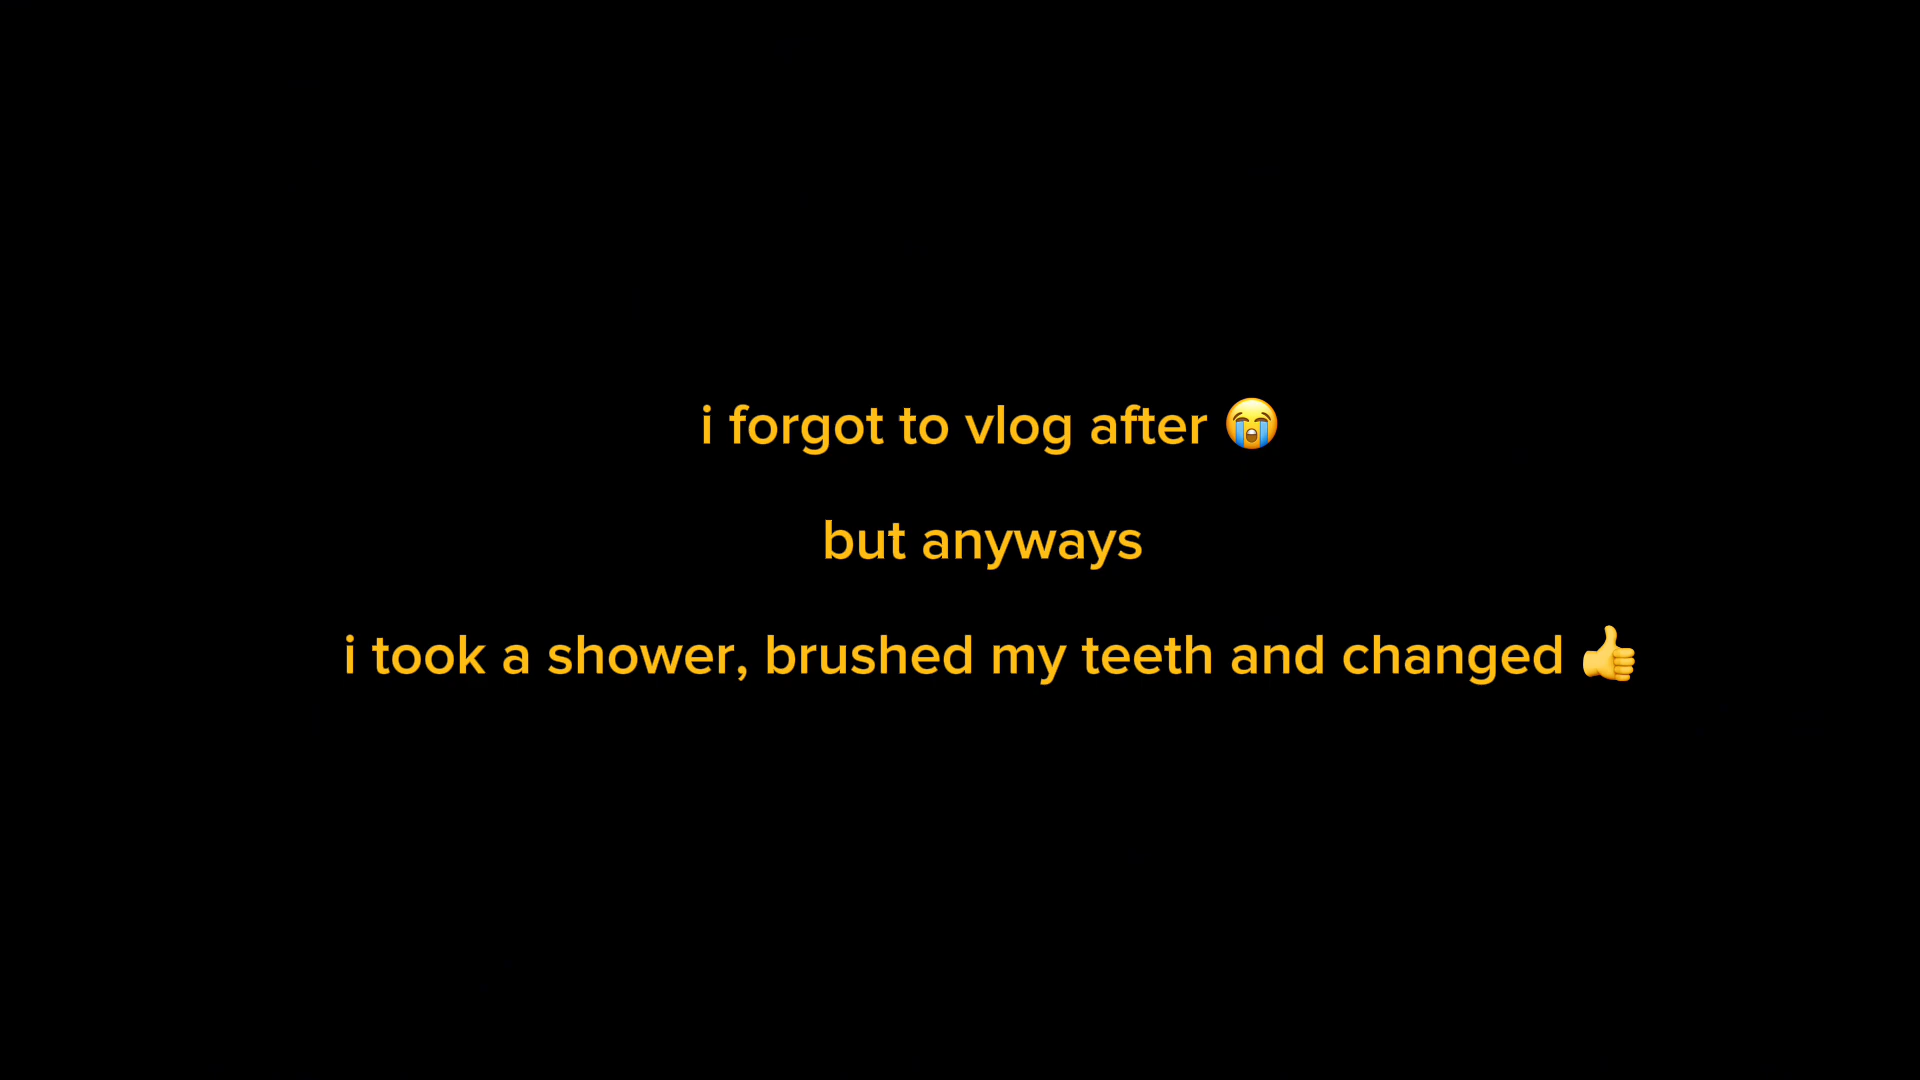 i forgot to vlog after 😭
but anyways
i took a shower, brushed my teeth and changed 👍